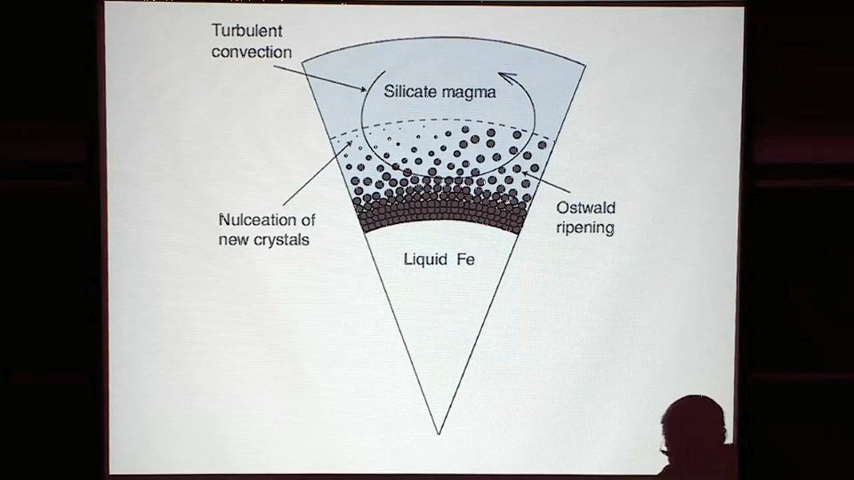 Turbulent
convection
Silicate magma
Nulceation of
new crystals
Ostwald
ripening
Liquid Fe